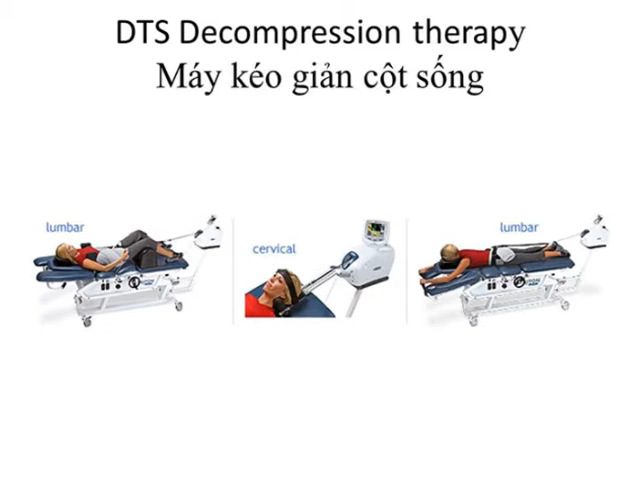 DTS Decompression therapy
Máy kéo giản cột sống
lumbar
cervical
lumbar